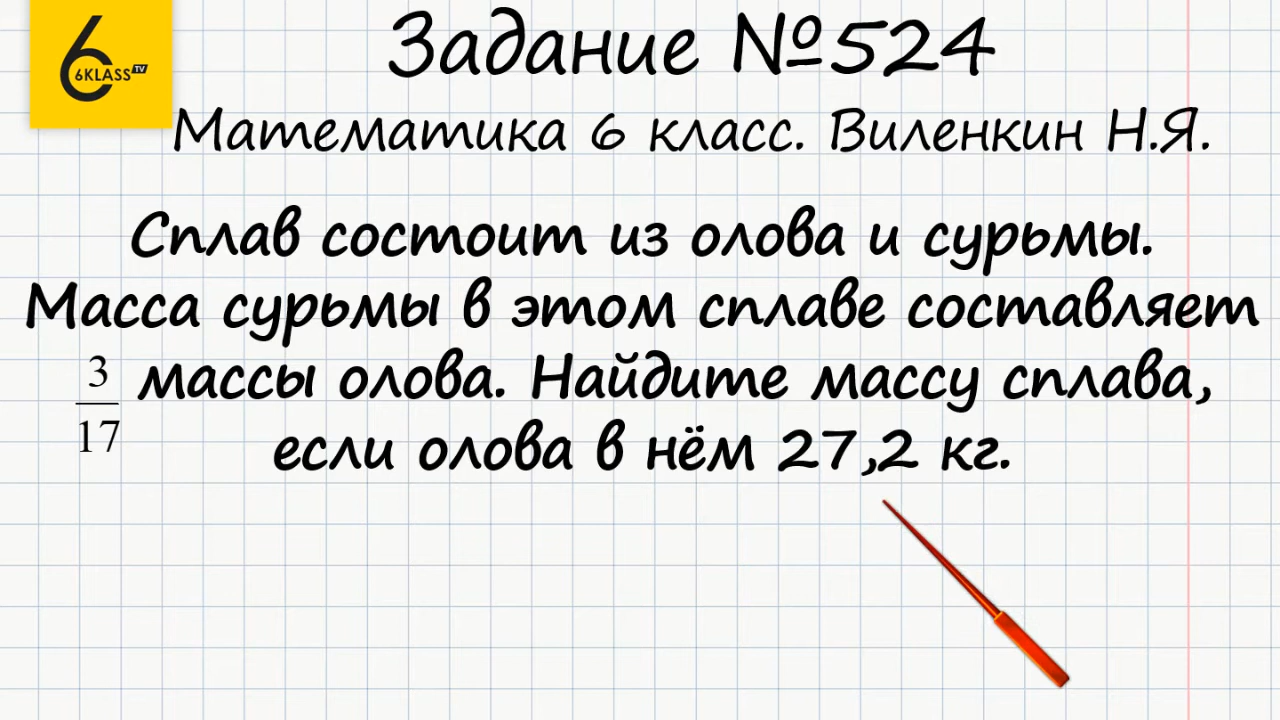 6
6KLASS TV
Задание №524
Математика 6 класс. Виленкин Н.Я.
Сплав состоит из олова и сурьмы.
Масса сурьмы в этом сплаве составляет
3/17 массы олова. Найдите массу сплава,
если олова в нём 27,2 кг.